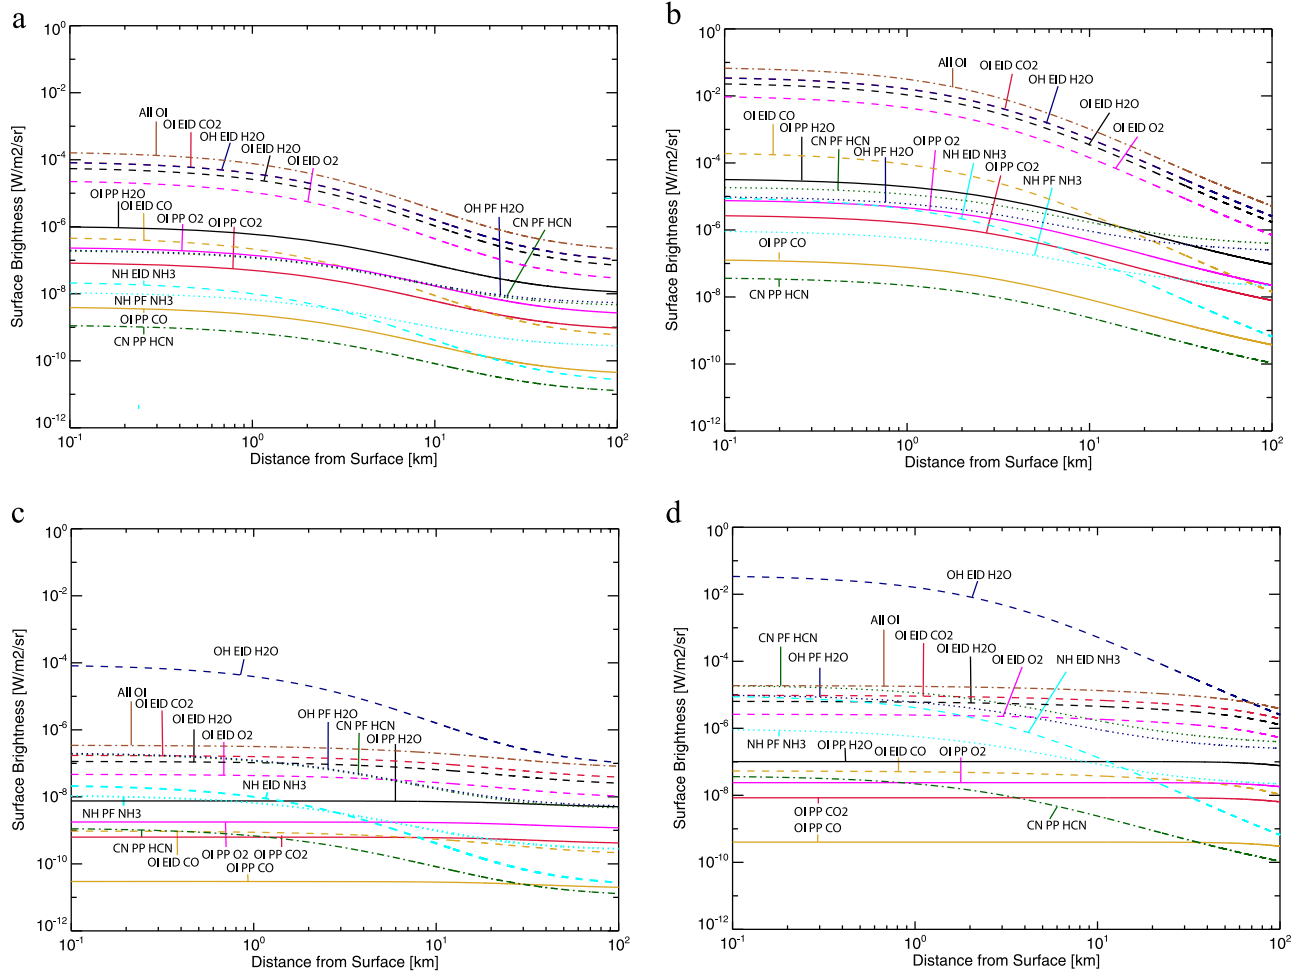 a
Surface Brightness [W/m2/sr]
10^0
10^-2
10^-4
10^-6
10^-8
10^-10
10^-12
All OI
OI EID CO2
OH EID H2O
OI EID H2O
OI EID O2
OI PP H2O
OI EID CO
OI PP O2
OI PP CO2
OH PF H2O
CN PF HCN
NH EID NH3
NH PF NH3
OI PP CO
CN PP HCN
10^-1 10^0 10^1 10^2
Distance from Surface [km]
b
Surface Brightness [W/m2/sr]
10^0
10^-2
10^-4
10^-6
10^-8
10^-10
10^-12
All OI
OI EID CO2
OH EID H2O
OI EID H2O
OI EID O2
OI EID CO
OI PP H2O
CN PF HCN
OH PF H2O
OI PP O2
NH EID NH3
OI PP CO2
NH PF NH3
OI PP CO
CN PP HCN
10^-1 10^0 10^1 10^2
Distance from Surface [km]
c
Surface Brightness [W/m2/sr]
10^0
10^-2
10^-4
10^-6
10^-8
10^-10
10^-12
OH EID H2O
All OI
OI EID CO2
OI EID H2O
OI EID O2
OH PF H2O
CN PF HCN
OI PP H2O
NH EID NH3
NH PF NH3
CN PP HCN
OI EID CO
OI PP O2
OI PP CO2
OI PP CO
10^-1 10^0 10^1 10^2
Distance from Surface [km]
d
Surface Brightness [W/m2/sr]
10^0
10^-2
10^-4
10^-6
10^-8
10^-10
10^-12
OH EID H2O
All OI
CN PF HCN
OH PF H2O
OI EID CO2
OI EID H2O
OI EID O2
NH EID NH3
NH PF NH3
OI PP H2O
OI EID CO
OI PP O2
OI PP CO2
OI PP CO
CN PP HCN
10^-1 10^0 10^1 10^2
Distance from Surface [km]